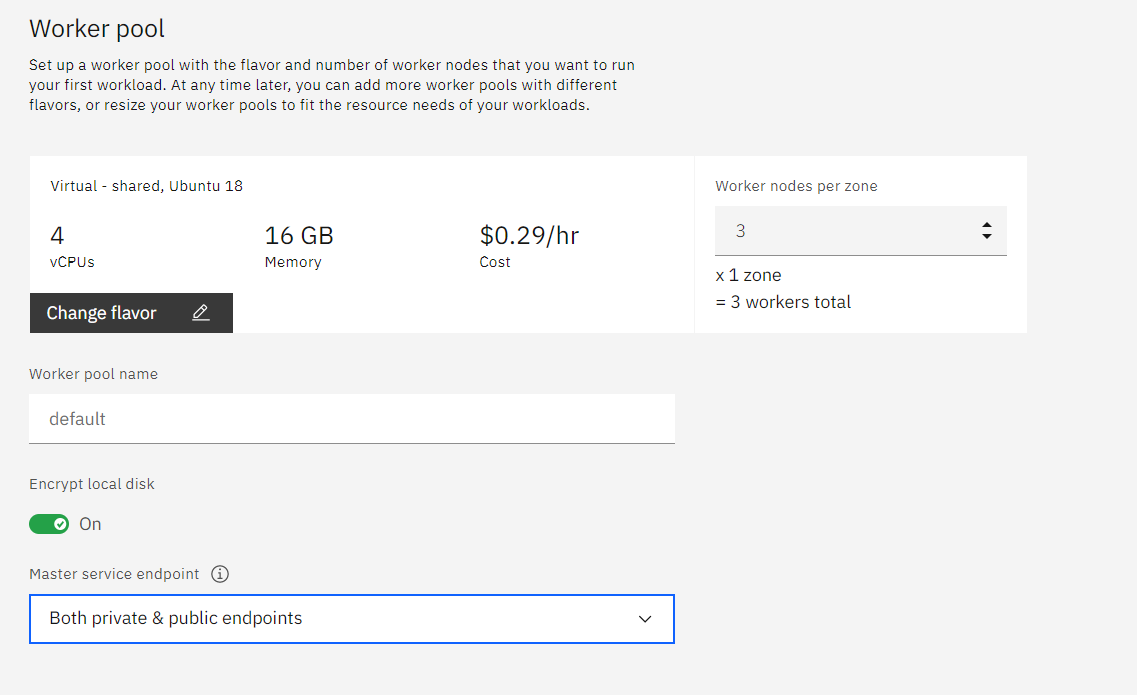 Worker pool
Set up a worker pool with the flavor and number of worker nodes that you want to run
your first workload. At any time later, you can add more worker pools with different
flavors, or resize your worker pools to fit the resource needs of your workloads.
Virtual - shared, Ubuntu 18
4
vCPUs
16 GB
Memory
$0.29/hr
Cost
Change flavor
Worker nodes per zone
3
x 1 zone
= 3 workers total
Worker pool name
default
Encrypt local disk
On
Master service endpoint
Both private & public endpoints